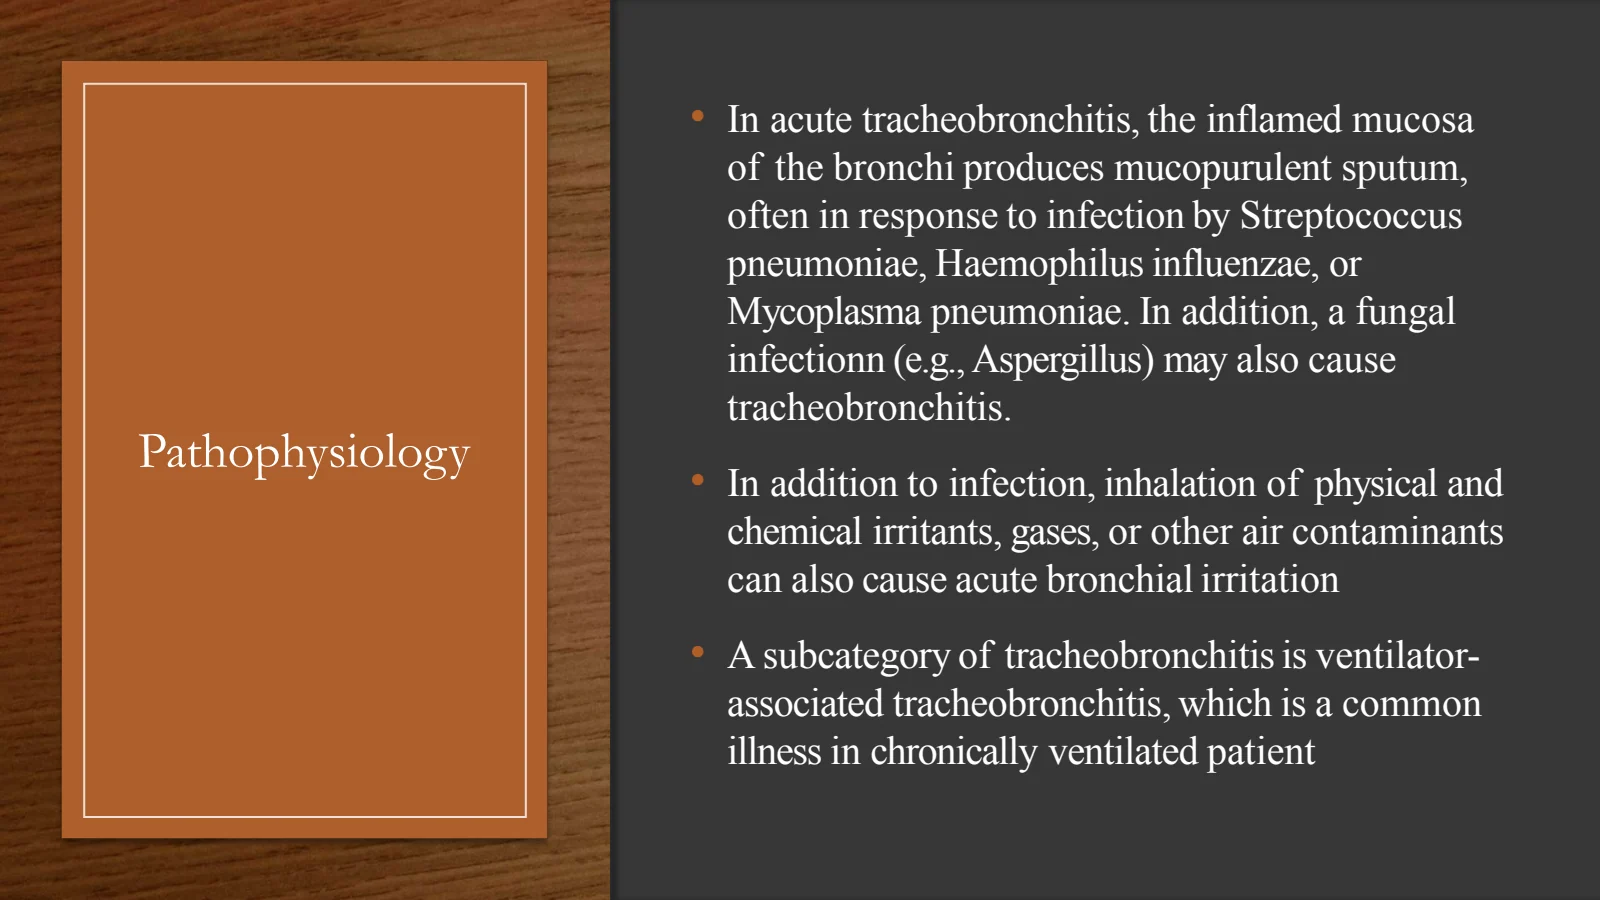 Pathophysiology
• In acute tracheobronchitis, the inflamed mucosa
of the bronchi produces mucopurulent sputum,
often in response to infection by Streptococcus
pneumoniae, Haemophilus influenzae, or
Mycoplasma pneumoniae. In addition, a fungal
infectionn (e.g., Aspergillus) may also cause
tracheobronchitis.
• In addition to infection, inhalation of physical and
chemical irritants, gases, or other air contaminants
can also cause acute bronchial irritation
• A subcategory of tracheobronchitis is ventilator-
associated tracheobronchitis, which is a common
illness in chronically ventilated patient